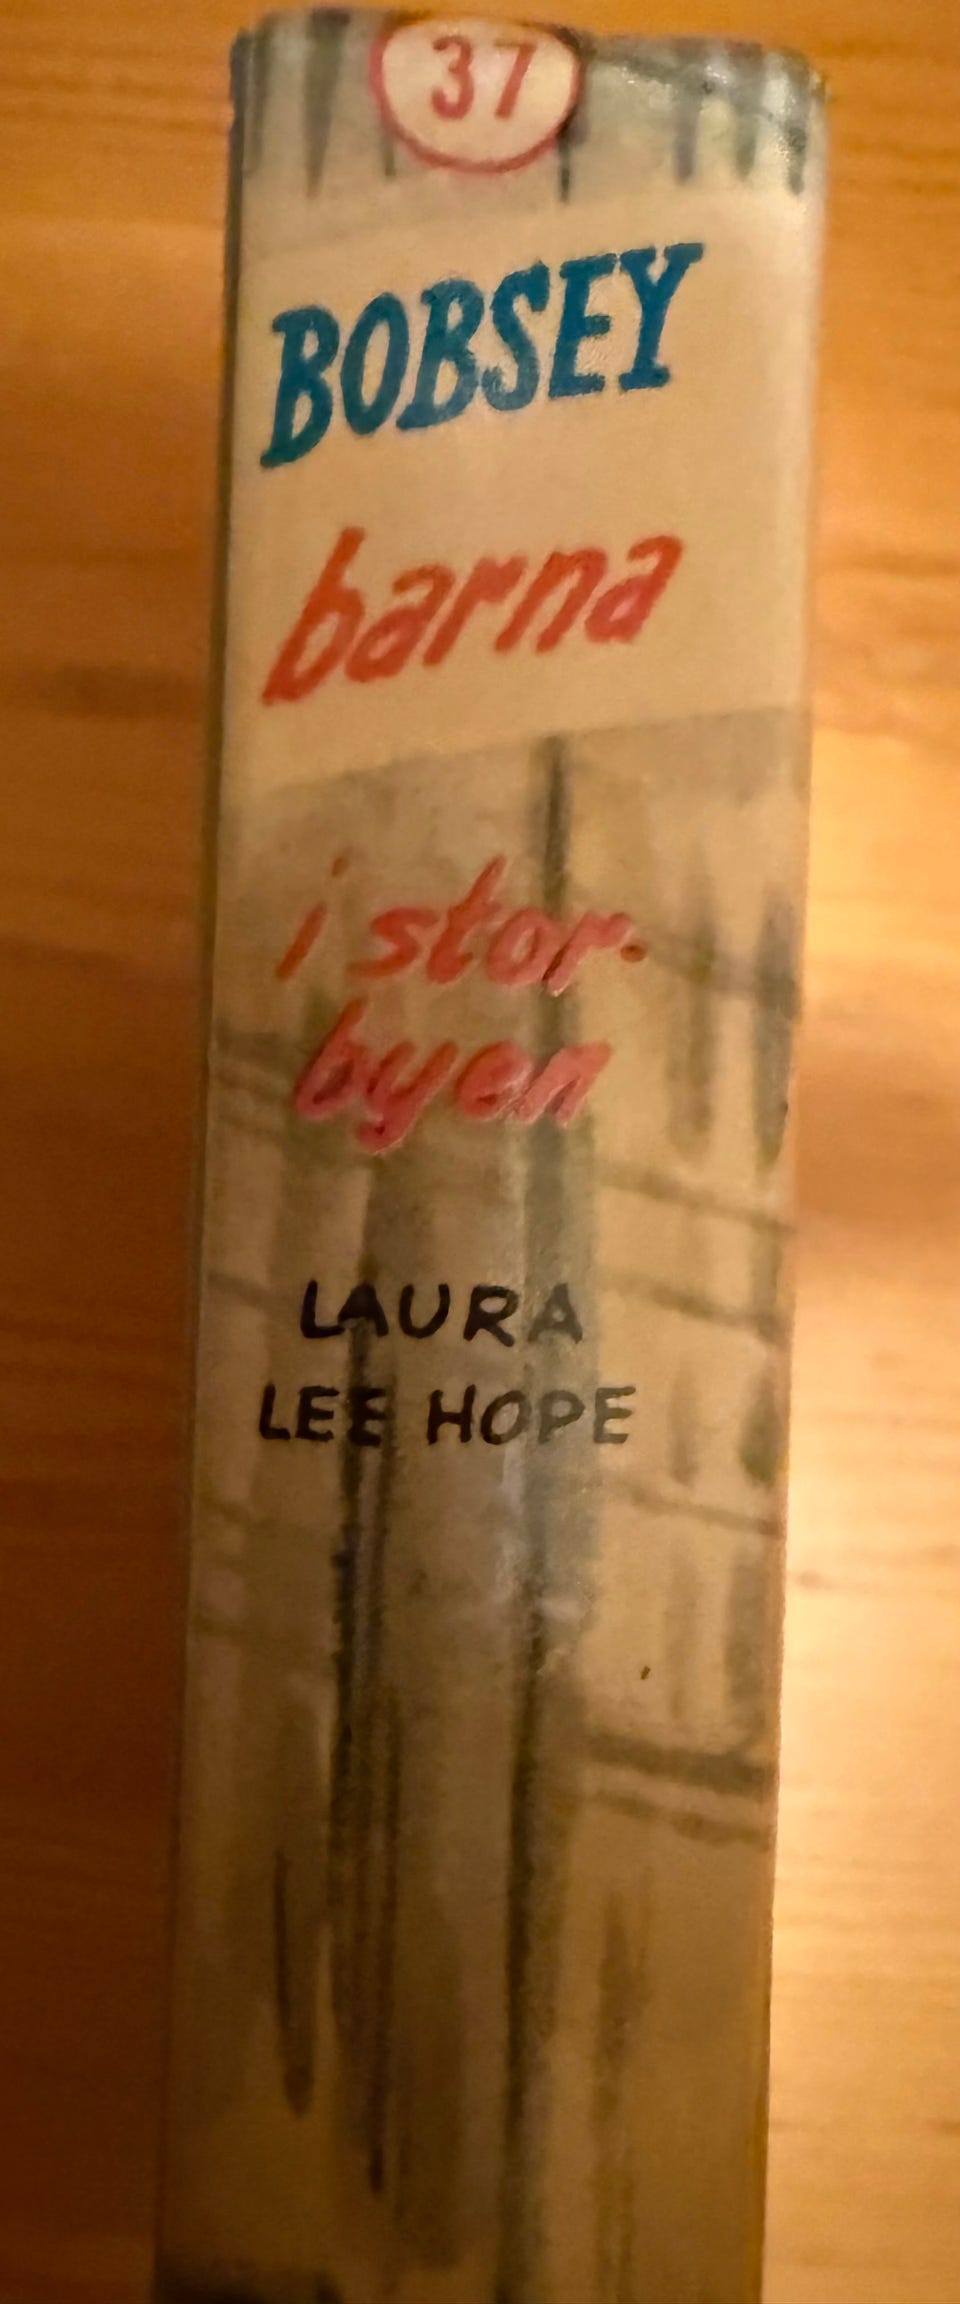 37
BOBSEY
barna
i stor-
byen
LAURA
LEE HOPE